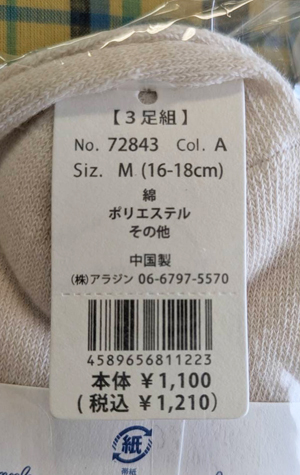 【3足組】
No. 72843 Col. A
Siz. M (16-18cm)
綿
ポリエステル
その他
中国製
(株)アラジン 06-6797-5570
4589656811223
本体 ¥1,100
(税込 ¥1,210)
紙